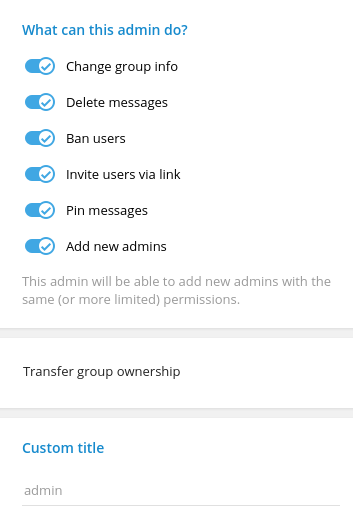 What can this admin do?
Change group info
Delete messages
Ban users
Invite users via link
Pin messages
Add new admins
This admin will be able to add new admins with the
same (or more limited) permissions.
Transfer group ownership
Custom title
admin